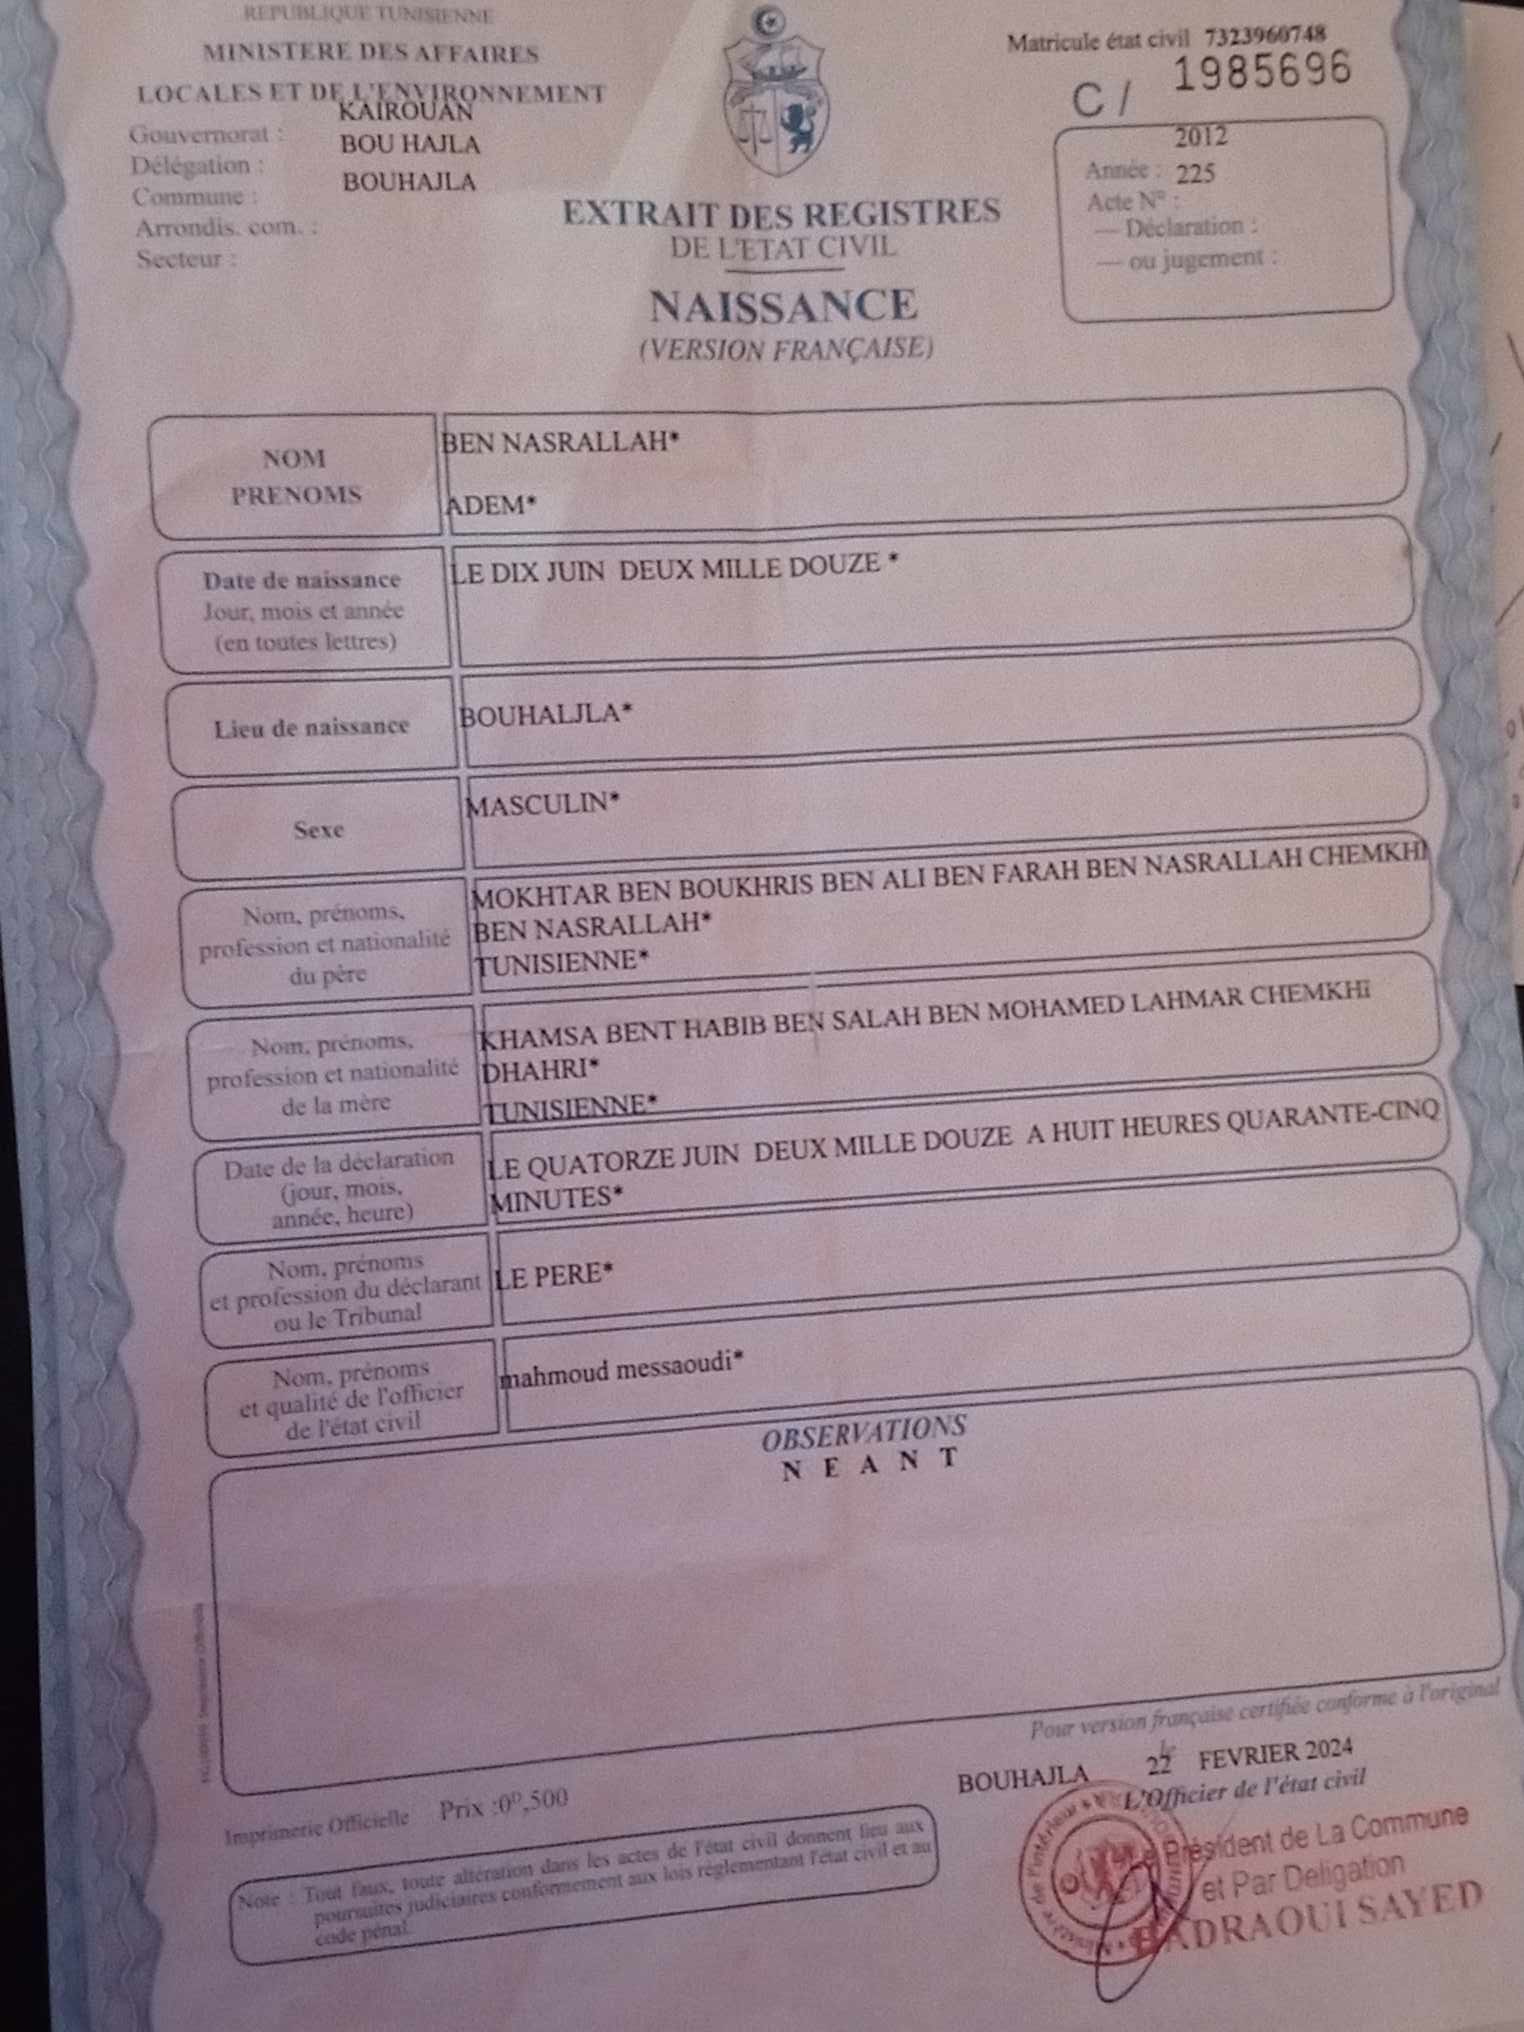 REPUBLIQUE TUNISIENNE
MINISTERE DES AFFAIRES
LOCALES ET DE L'ENVIRONNEMENT
Gouvernorat : KAIROUAN
Délégation : BOU HAJLA
Commune : BOUHAJLA
Arrondis. com. :
Secteur :
Matricule état civil 7323960748
C / 1985696
2012
Année : 225
Acte N° :
— Déclaration :
— ou jugement :
EXTRAIT DES REGISTRES
DE L'ETAT CIVIL
NAISSANCE
(VERSION FRANÇAISE)
NOM
PRENOMS
BEN NASRALLAH*
ADEM*
Date de naissance
Jour, mois et année
(en toutes lettres)
LE DIX JUIN DEUX MILLE DOUZE *
Lieu de naissance
BOUHALJLA*
Sexe
MASCULIN*
Nom, prénoms,
profession et nationalité
du père
MOKHTAR BEN BOUKHRIS BEN ALI BEN FARAH BEN NASRALLAH CHEMKHI
BEN NASRALLAH*
TUNISIENNE*
Nom, prénoms,
profession et nationalité
de la mère
KHAMSA BENT HABIB BEN SALAH BEN MOHAMED LAHMAR CHEMKHI
DHAHRI*
TUNISIENNE*
Date de la déclaration
(jour, mois,
année, heure)
LE QUATORZE JUIN DEUX MILLE DOUZE A HUIT HEURES QUARANTE-CINQ
MINUTES*
Nom, prénoms
et profession du déclarant
ou le Tribunal
LE PERE*
Nom, prénoms
et qualité de l'officier
de l'état civil
mahmoud messaoudi*
OBSERVATIONS
N E A N T
Pour version française certifiée conforme à l'original
BOUHAJLA le 22 FEVRIER 2024
L'Officier de l'état civil
Président de La Commune
et Par Deligation
BADRAOUI SAYED
Ministère de l'intérieur
Imprimerie Officielle Prix :0ᴰ,500
Note : Tout faux, toute altération dans les actes de l'état civil donnent lieu aux
poursuites judiciaires conformement aux lois réglementant l'état civil et au
code pénal.